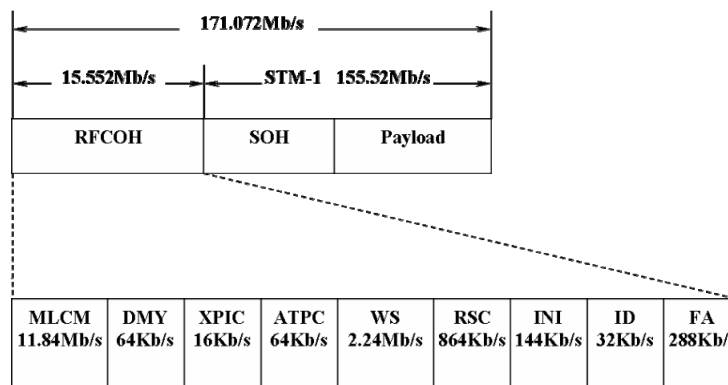 171.072Mb/s
15.552Mb/s STM-1 155.52Mb/s
RFCOH SOH Payload
MLCM DMY XPIC ATPC WS RSC INI ID FA
11.84Mb/s 64Kb/s 16Kb/s 64Kb/s 2.24Mb/s 864Kb/s 144Kb/s 32Kb/s 288Kb/